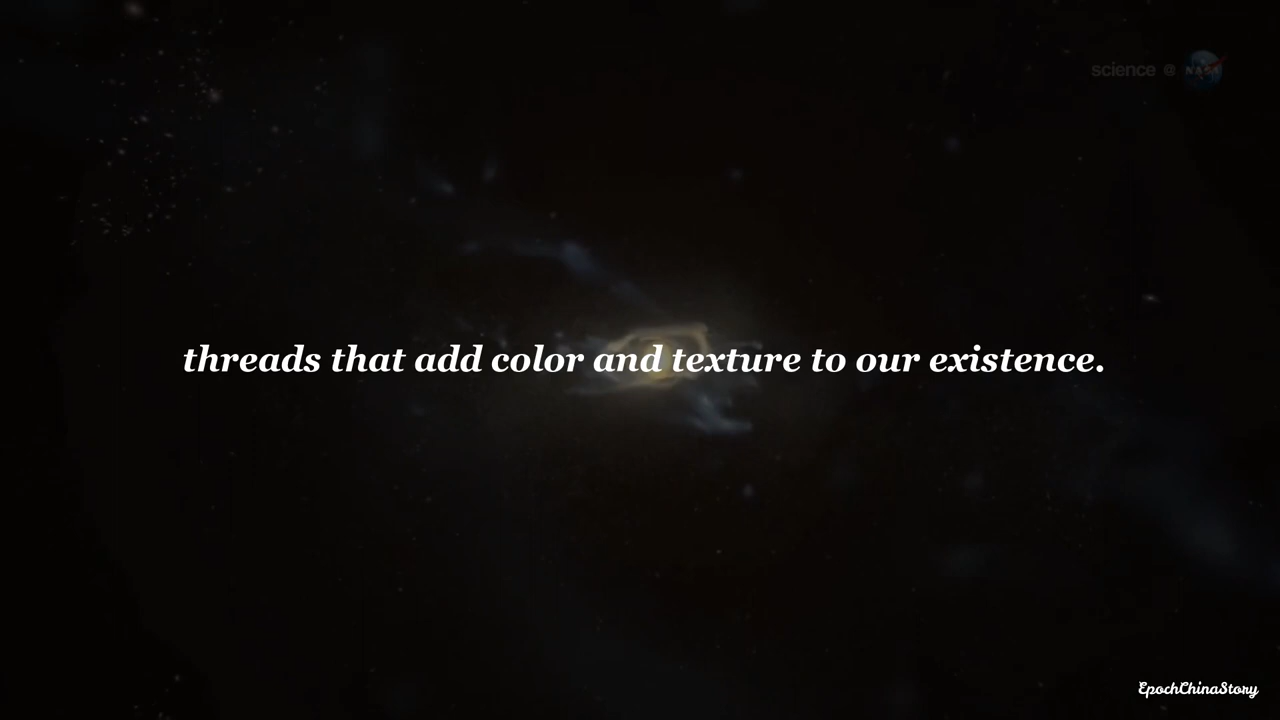 science @ NASA
threads that add color and texture to our existence.
EpochChinaStory